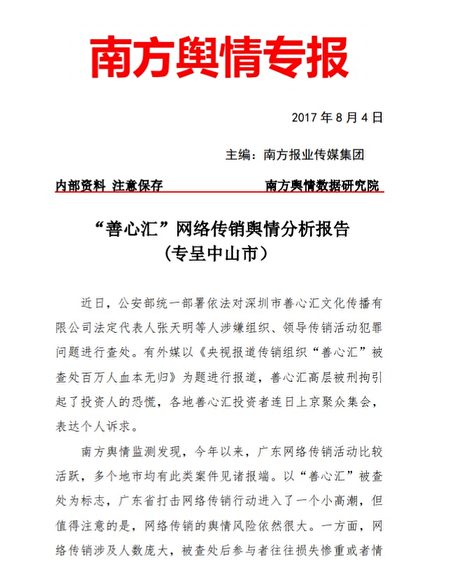 南方舆情专报
2017 年 8 月 4 日
主编：南方报业传媒集团
内部资料 注意保存 南方舆情数据研究院
“善心汇”网络传销舆情分析报告
(专呈中山市）
近日，公安部统一部署依法对深圳市善心汇文化传播有
限公司法定代表人张天明等人涉嫌组织、领导传销活动犯罪
问题进行查处。有外媒以《央视报道传销组织“善心汇”被
查处百万人血本无归》为题进行报道，善心汇高层被刑拘引
起了投资人的恐慌，各地善心汇投资者连日上京聚众集会，
表达个人诉求。
南方舆情监测发现，今年以来，广东网络传销活动比较
活跃，多个地市均有此类案件见诸报端。以“善心汇”被查
处为标志，广东省打击网络传销行动进入了一个小高潮，但
值得注意的是，网络传销的舆情风险依然很大。一方面，网
络传销涉及人数庞大，被查处后参与者往往损失惨重或者情